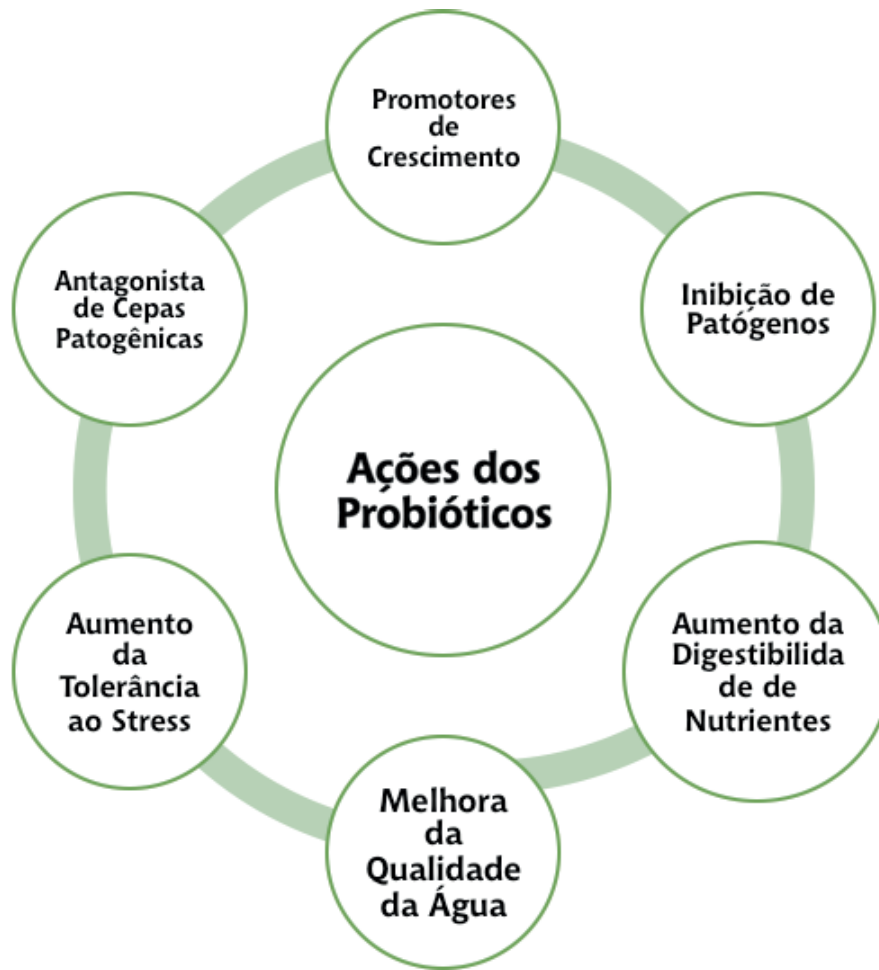 Promotores
de
Crescimento
Inibição de
Patógenos
Aumento da
Digestibilida
de de
Nutrientes
Melhora
da
Qualidade
da Água
Aumento
da
Tolerância
ao Stress
Antagonista
de Cepas
Patogênicas
Ações dos
Probióticos